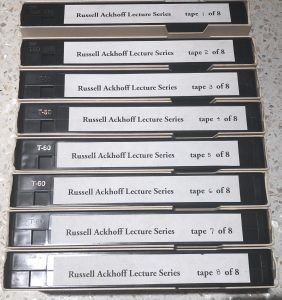 Russell Ackhoff Lecture Series tape 1 of 8
Russell Ackhoff Lecture Series tape 2 of 8
Russell Ackhoff Lecture Series tape 3 of 8
T-60 Russell Ackhoff Lecture Series tape 4 of 8
T-60 Russell Ackhoff Lecture Series tape 5 of 8
T-60 Russell Ackhoff Lecture Series tape 6 of 8
Russell Ackhoff Lecture Series tape 7 of 8
Russell Ackhoff Lecture Series tape 8 of 8